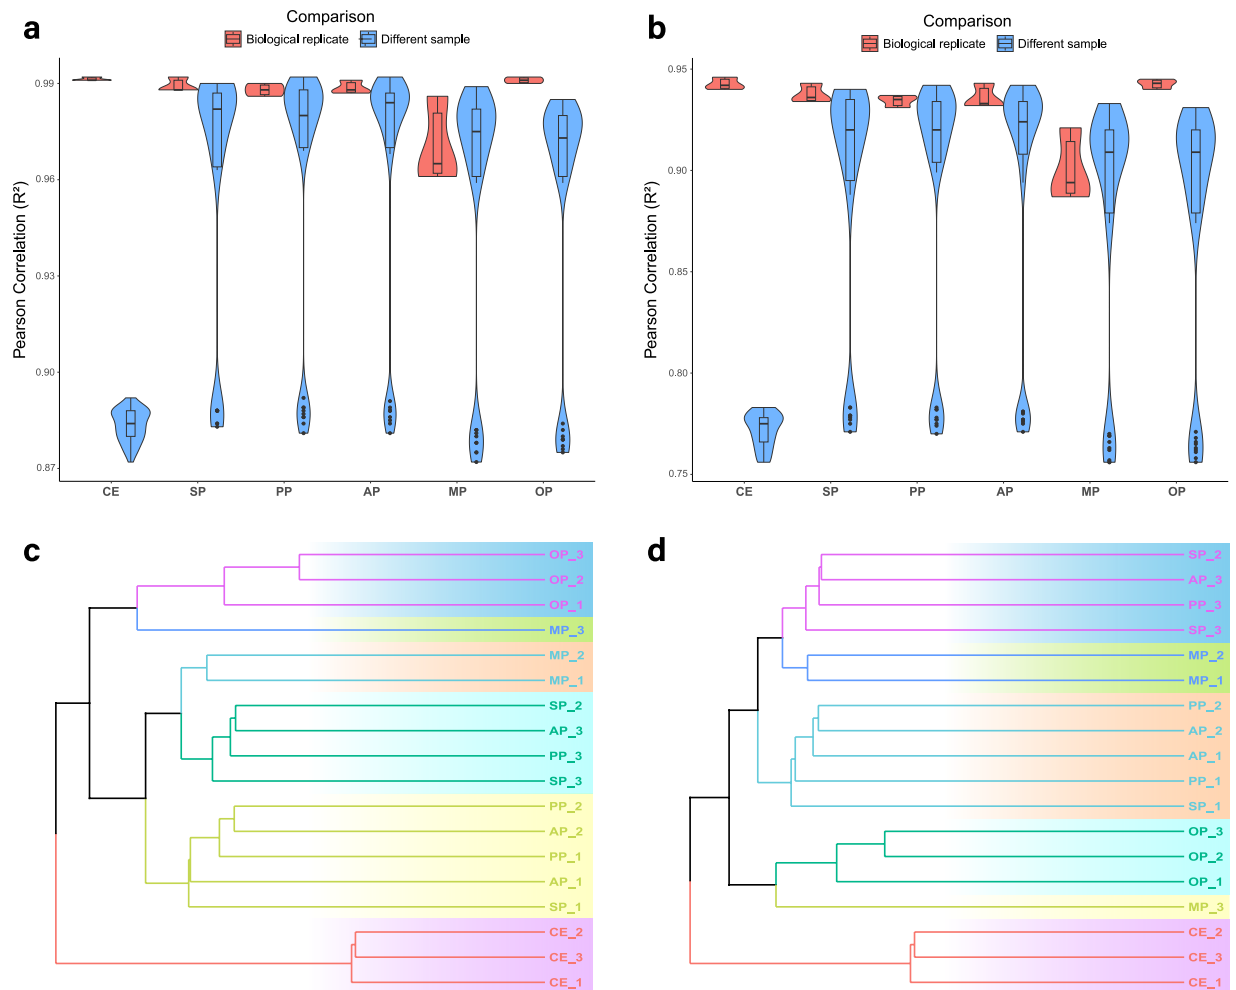 a
Comparison
Biological replicate
Different sample
Pearson Correlation (R²)
0.99
0.96
0.93
0.90
0.87
CE
SP
PP
AP
MP
OP
b
Comparison
Biological replicate
Different sample
Pearson Correlation (R²)
0.95
0.90
0.85
0.80
0.75
CE
SP
PP
AP
MP
OP
c
OP_3
OP_2
OP_1
MP_3
MP_2
MP_1
SP_2
AP_3
PP_3
SP_3
PP_2
AP_2
PP_1
AP_1
SP_1
CE_2
CE_3
CE_1
d
SP_2
AP_3
PP_3
SP_3
MP_2
MP_1
PP_2
AP_2
AP_1
PP_1
SP_1
OP_3
OP_2
OP_1
MP_3
CE_2
CE_3
CE_1